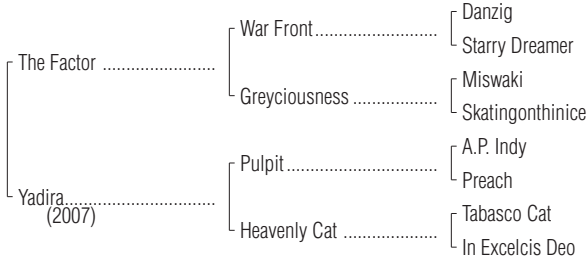 Danzig
War Front
Starry Dreamer
The Factor
Miswaki
Greyciousness
Skatingonthinice
A.P. Indy
Pulpit
Preach
Yadira
(2007)
Tabasco Cat
Heavenly Cat
In Excelcis Deo